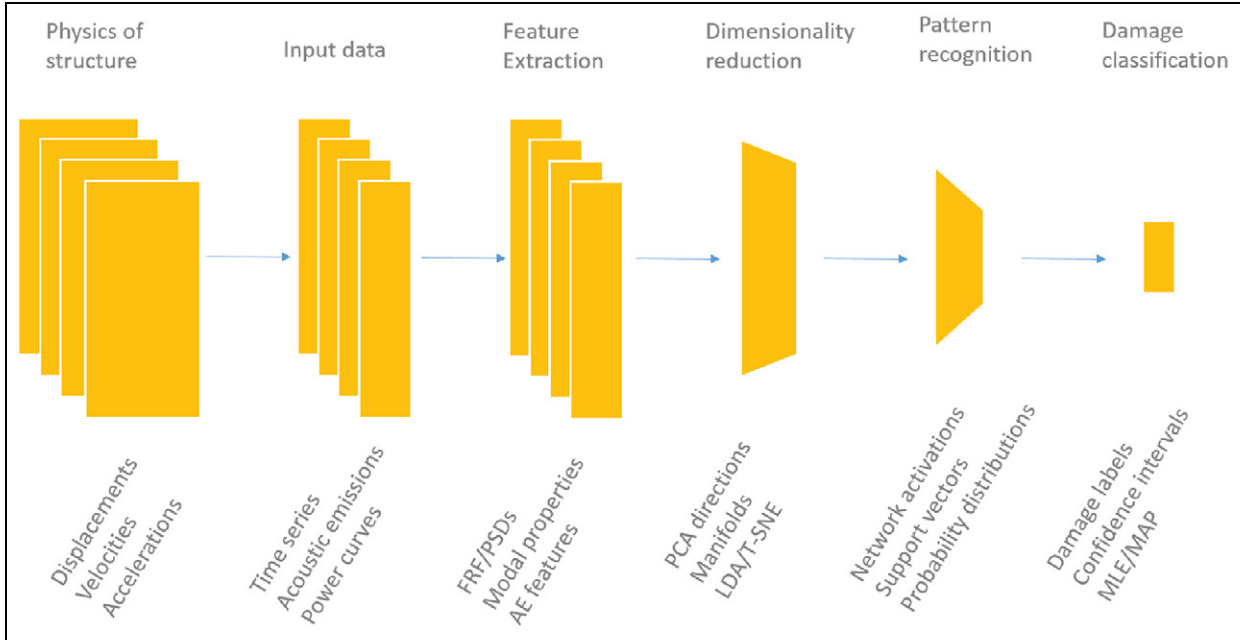 Physics of
structure
Input data
Feature
Extraction
Dimensionality
reduction
Pattern
recognition
Damage
classification
Displacements
Velocities
Accelerations
Time series
Acoustic emissions
Power curves
FRF/PSDs
Modal properties
AE features
PCA directions
Manifolds
LDA/T-SNE
Network activations
Support vectors
Probability distributions
Damage labels
Confidence intervals
MLE/MAP